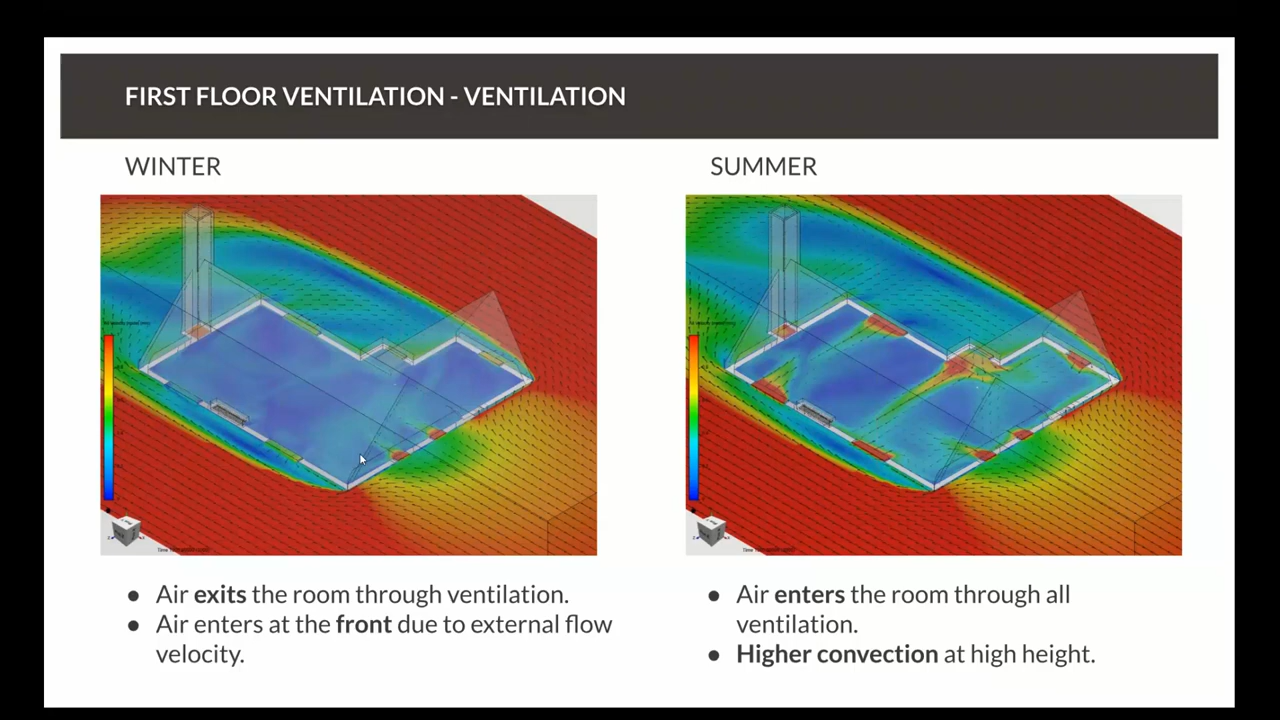 FIRST FLOOR VENTILATION - VENTILATION
WINTER
SUMMER
● Air exits the room through ventilation.
● Air enters at the front due to external flow
velocity.
● Air enters the room through all
ventilation.
● Higher convection at high height.